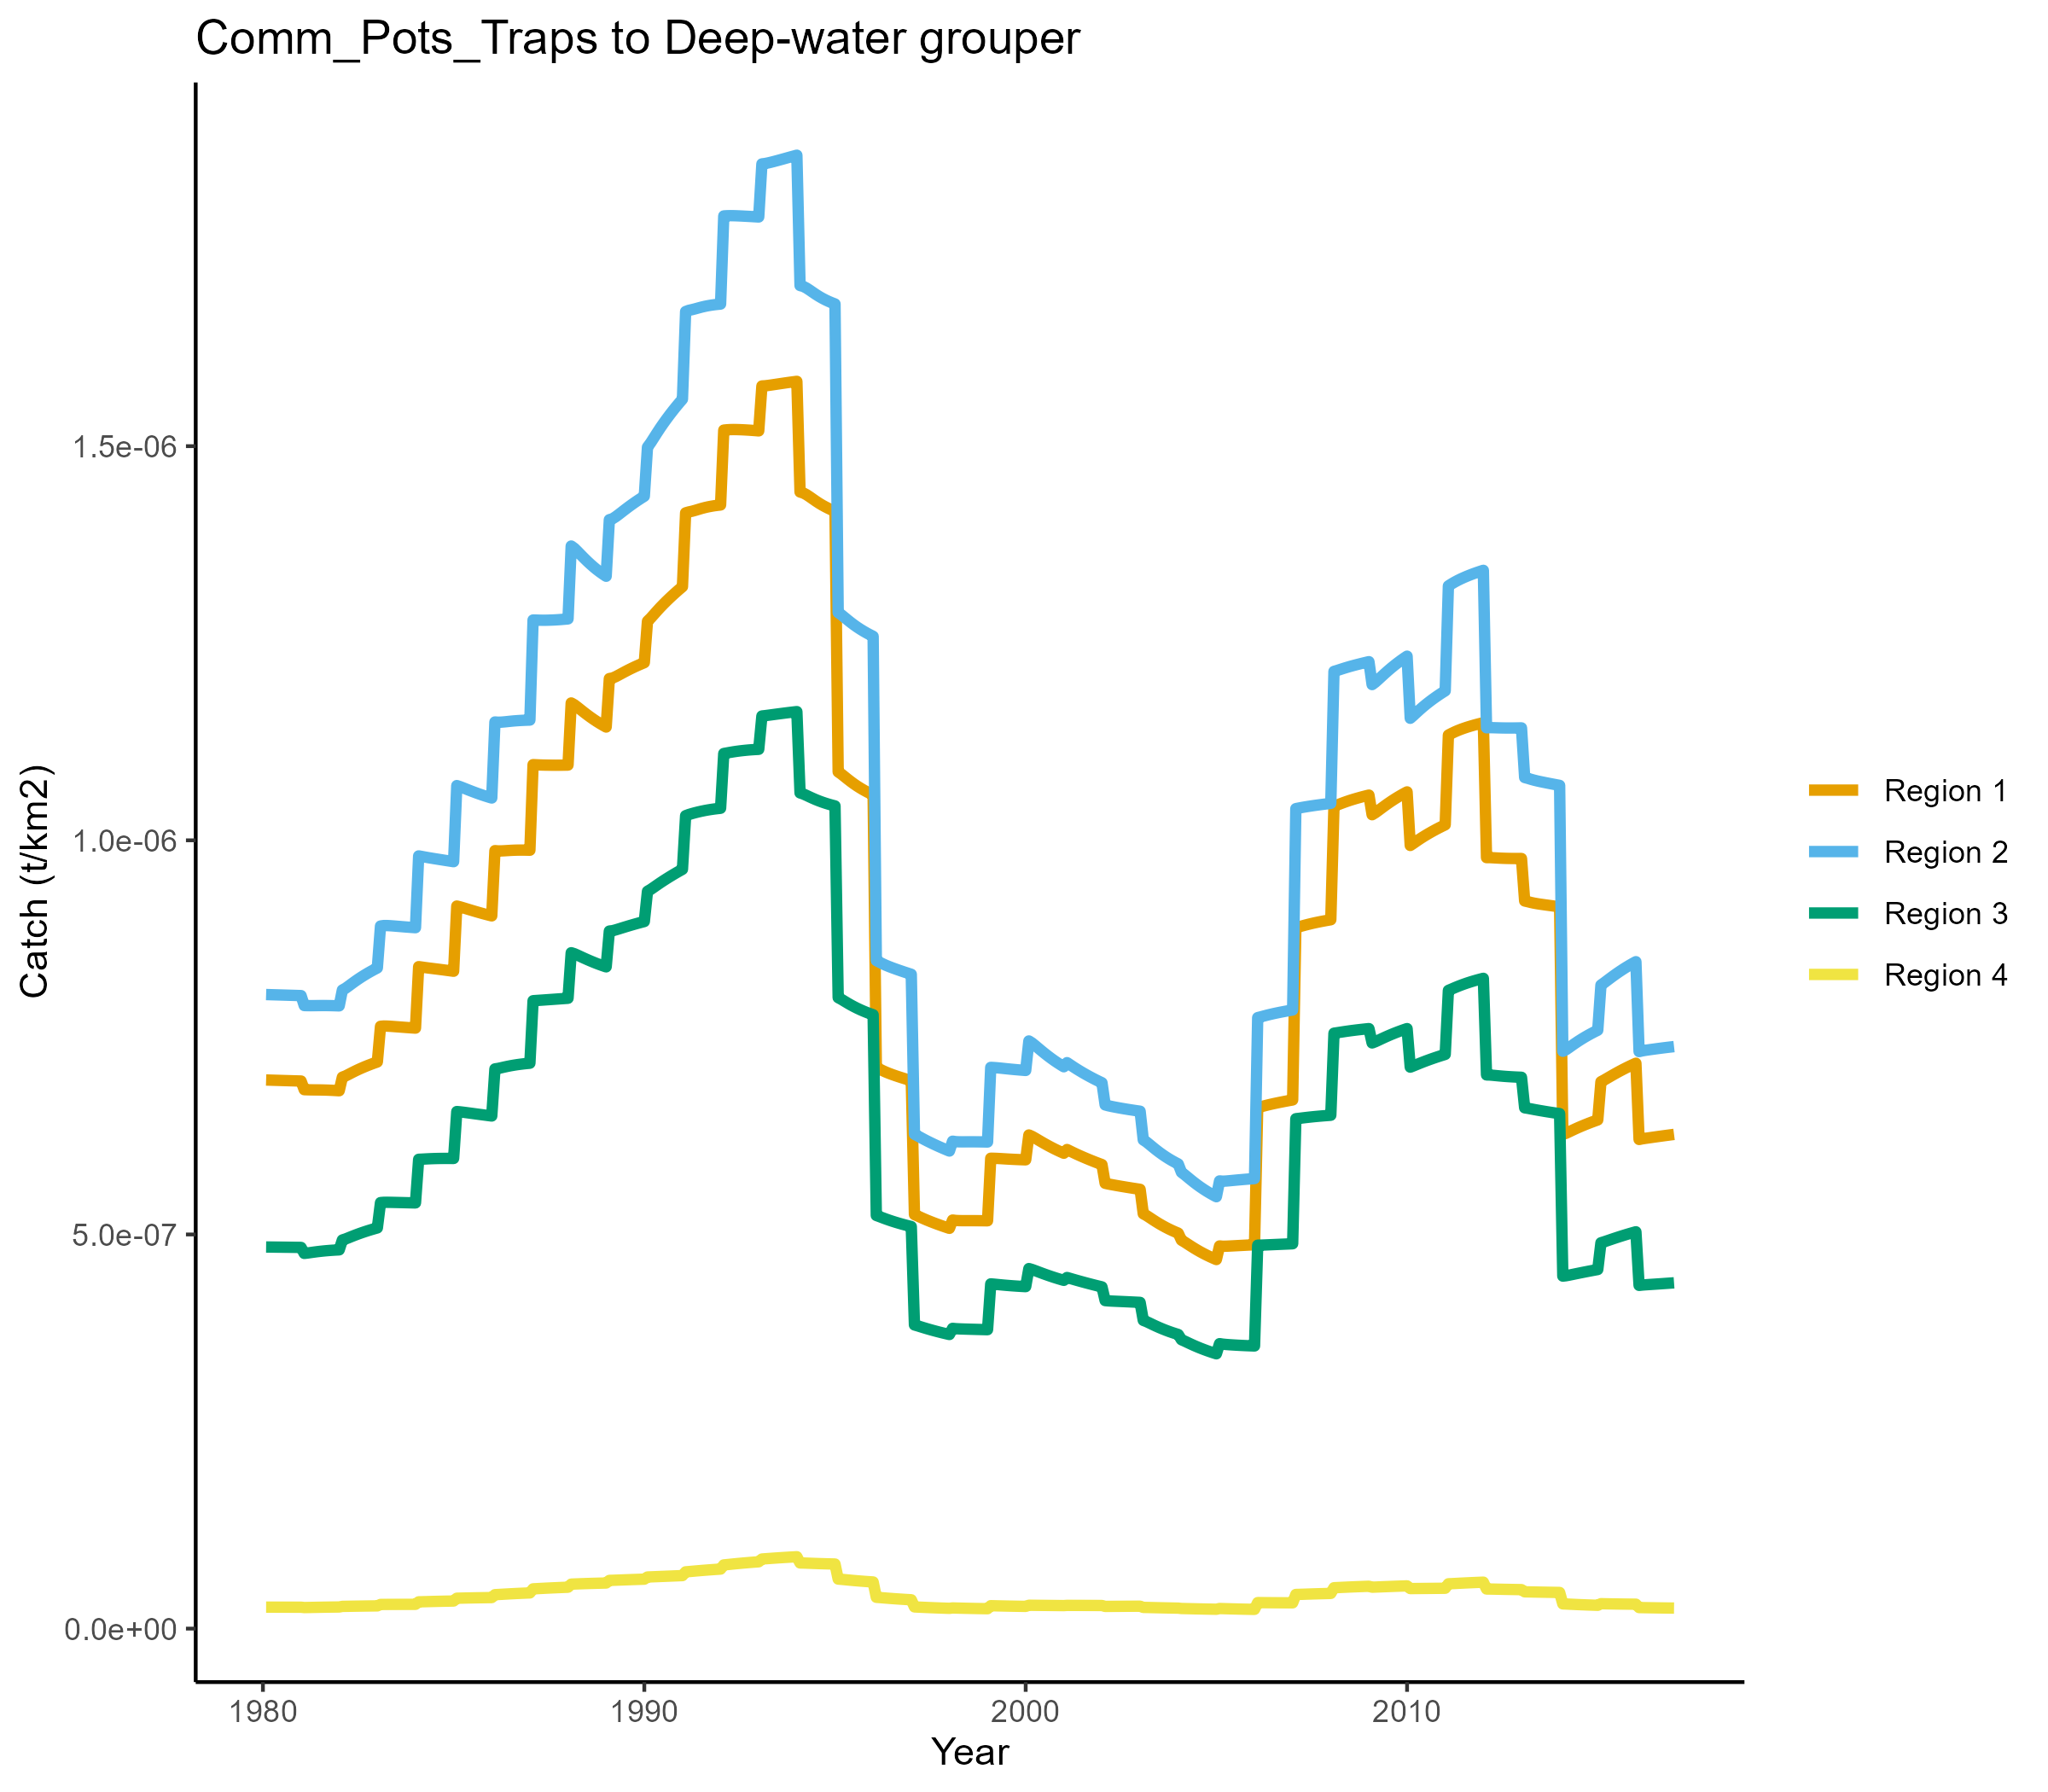 Comm_Pots_Traps to Deep-water grouper
Catch (t/km2)
1.5e-06
1.0e-06
5.0e-07
0.0e+00
1980
1990
2000
2010
Year
Region 1
Region 2
Region 3
Region 4